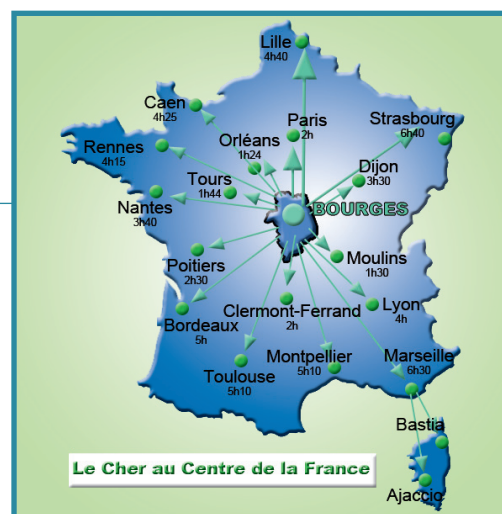 Lille
4h40
Caen
4h25
Paris
2h
Strasbourg
6h40
Rennes
4h15
Orléans
1h24
Dijon
3h30
Tours
1h44
Nantes
3h40
BOURGES
Poitiers
2h30
Moulins
1h30
Clermont-Ferrand
2h
Lyon
4h
Bordeaux
5h
Montpellier
5h10
Marseille
6h30
Toulouse
5h10
Bastia
Le Cher au Centre de la France
Ajaccio